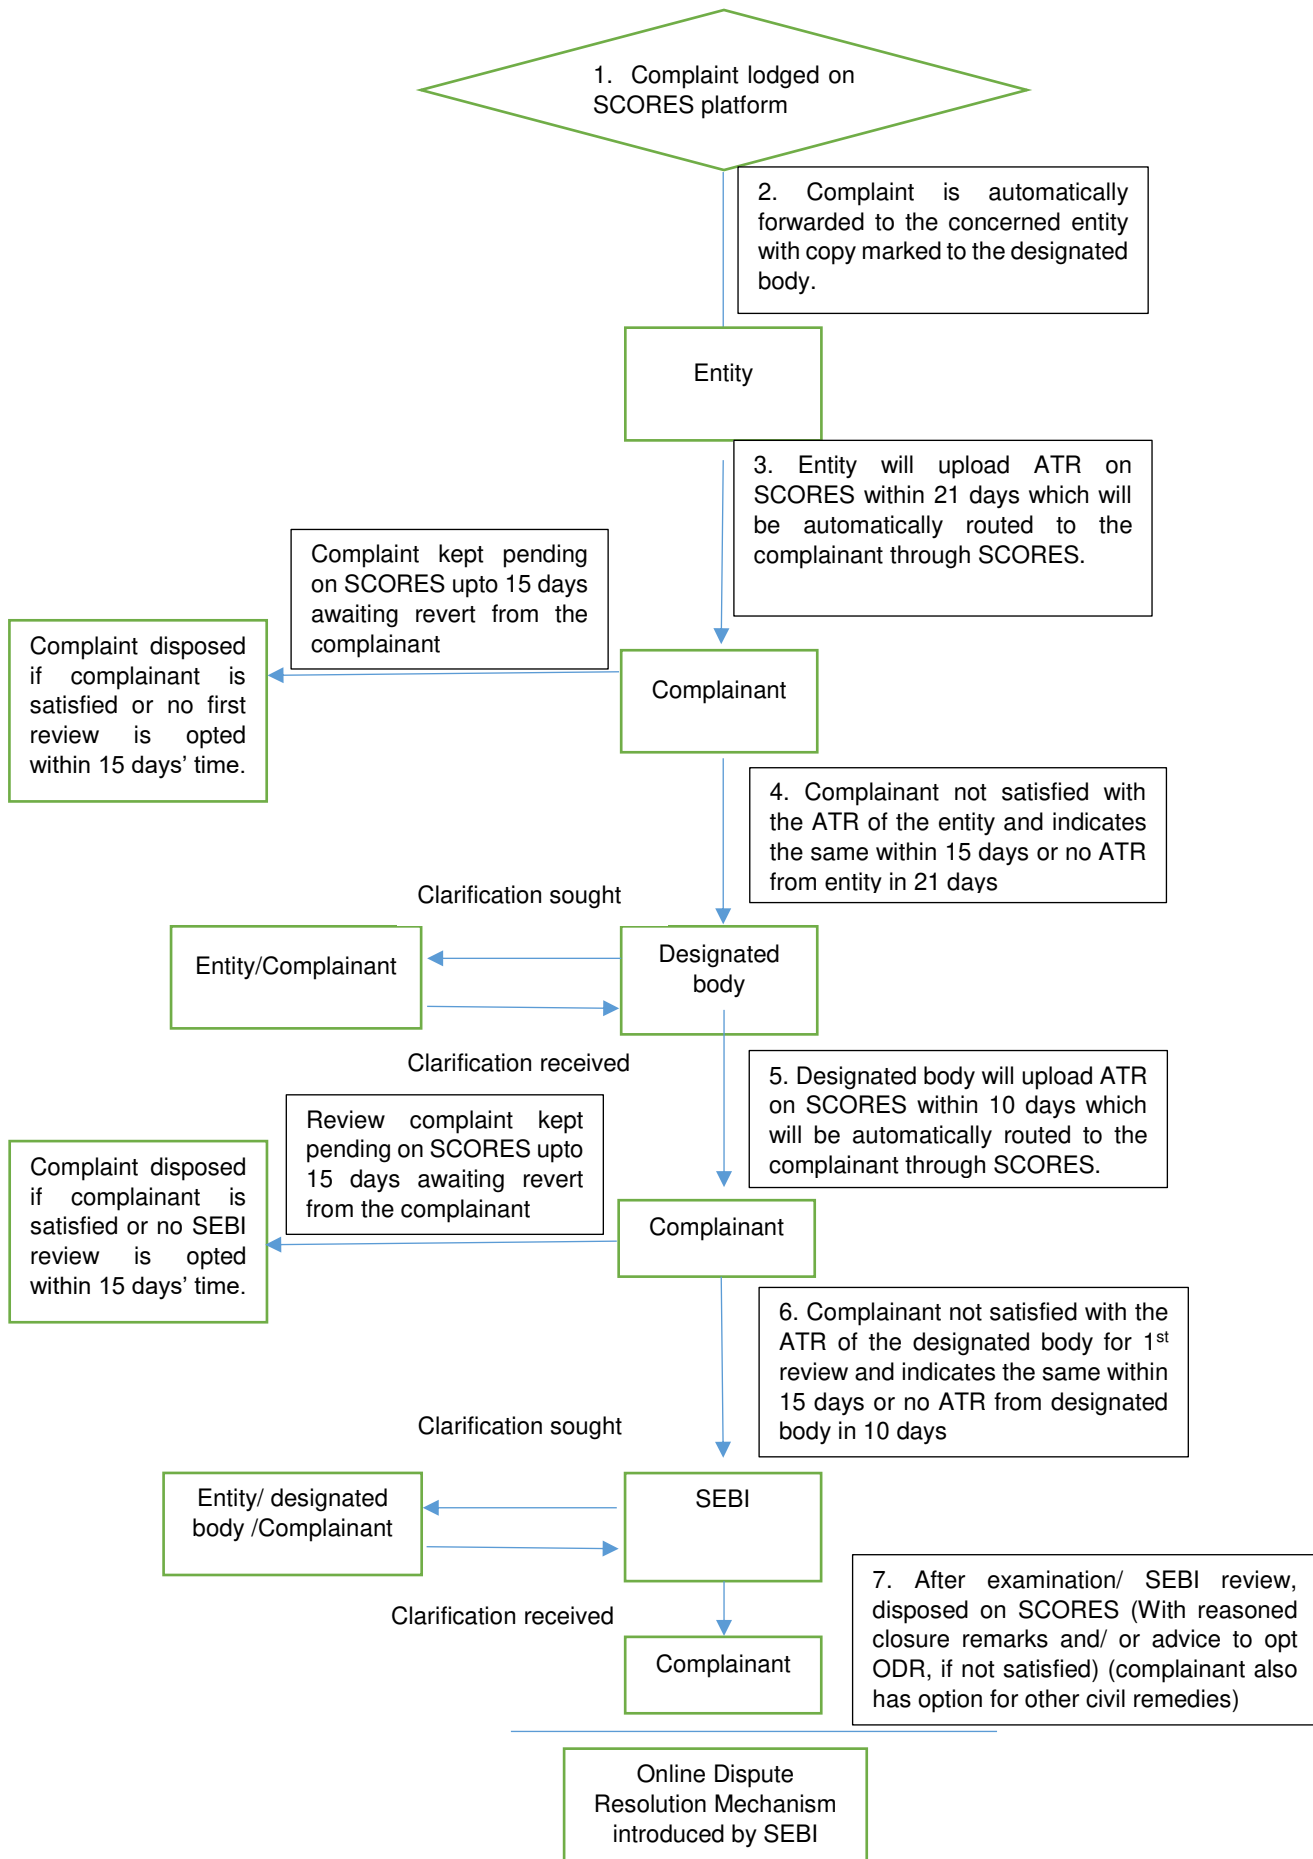 1. Complaint lodged on
SCORES platform
2. Complaint is automatically
forwarded to the concerned entity
with copy marked to the designated
body.
Entity
3. Entity will upload ATR on
SCORES within 21 days which will
be automatically routed to the
complainant through SCORES.
Complaint kept pending
on SCORES upto 15 days
awaiting revert from the
complainant
Complaint disposed
if complainant is
satisfied or no first
review is opted
within 15 days’ time.
Complainant
4. Complainant not satisfied with
the ATR of the entity and indicates
the same within 15 days or no ATR
from entity in 21 days
Clarification sought
Entity/Complainant
Designated
body
Clarification received
5. Designated body will upload ATR
on SCORES within 10 days which
will be automatically routed to the
complainant through SCORES.
Review complaint kept
pending on SCORES upto
15 days awaiting revert
from the complainant
Complaint disposed
if complainant is
satisfied or no SEBI
review is opted
within 15 days’ time.
Complainant
6. Complainant not satisfied with the
ATR of the designated body for 1st
review and indicates the same within
15 days or no ATR from designated
body in 10 days
Clarification sought
Entity/ designated
body /Complainant
SEBI
Clarification received
7. After examination/ SEBI review,
disposed on SCORES (With reasoned
closure remarks and/ or advice to opt
ODR, if not satisfied) (complainant also
has option for other civil remedies)
Complainant
Online Dispute
Resolution Mechanism
introduced by SEBI